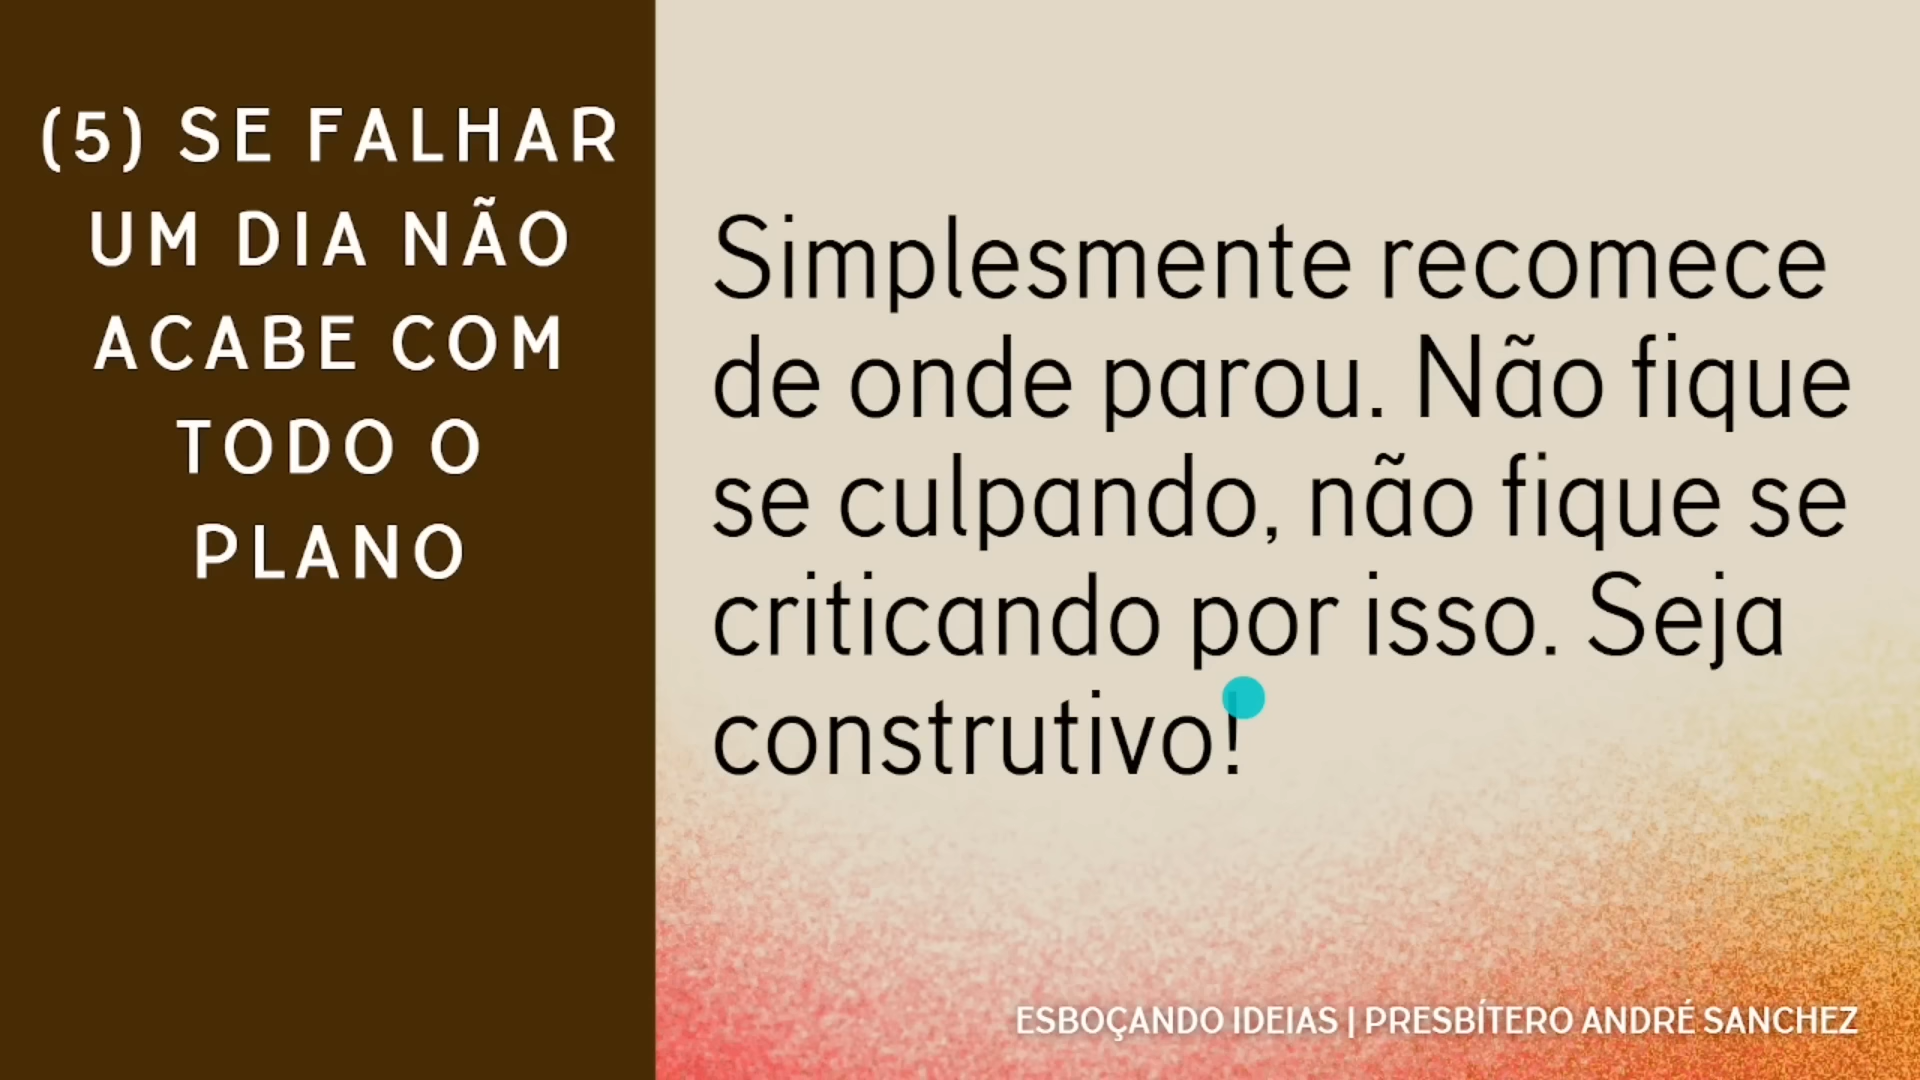 (5) SE FALHAR
UM DIA NÃO
ACABE COM
TODO O
PLANO
Simplesmente recomece
de onde parou. Não fique
se culpando, não fique se
criticando por isso. Seja
construtivo!
ESBOÇANDO IDEIAS | PRESBÍTERO ANDRÉ SANCHEZ